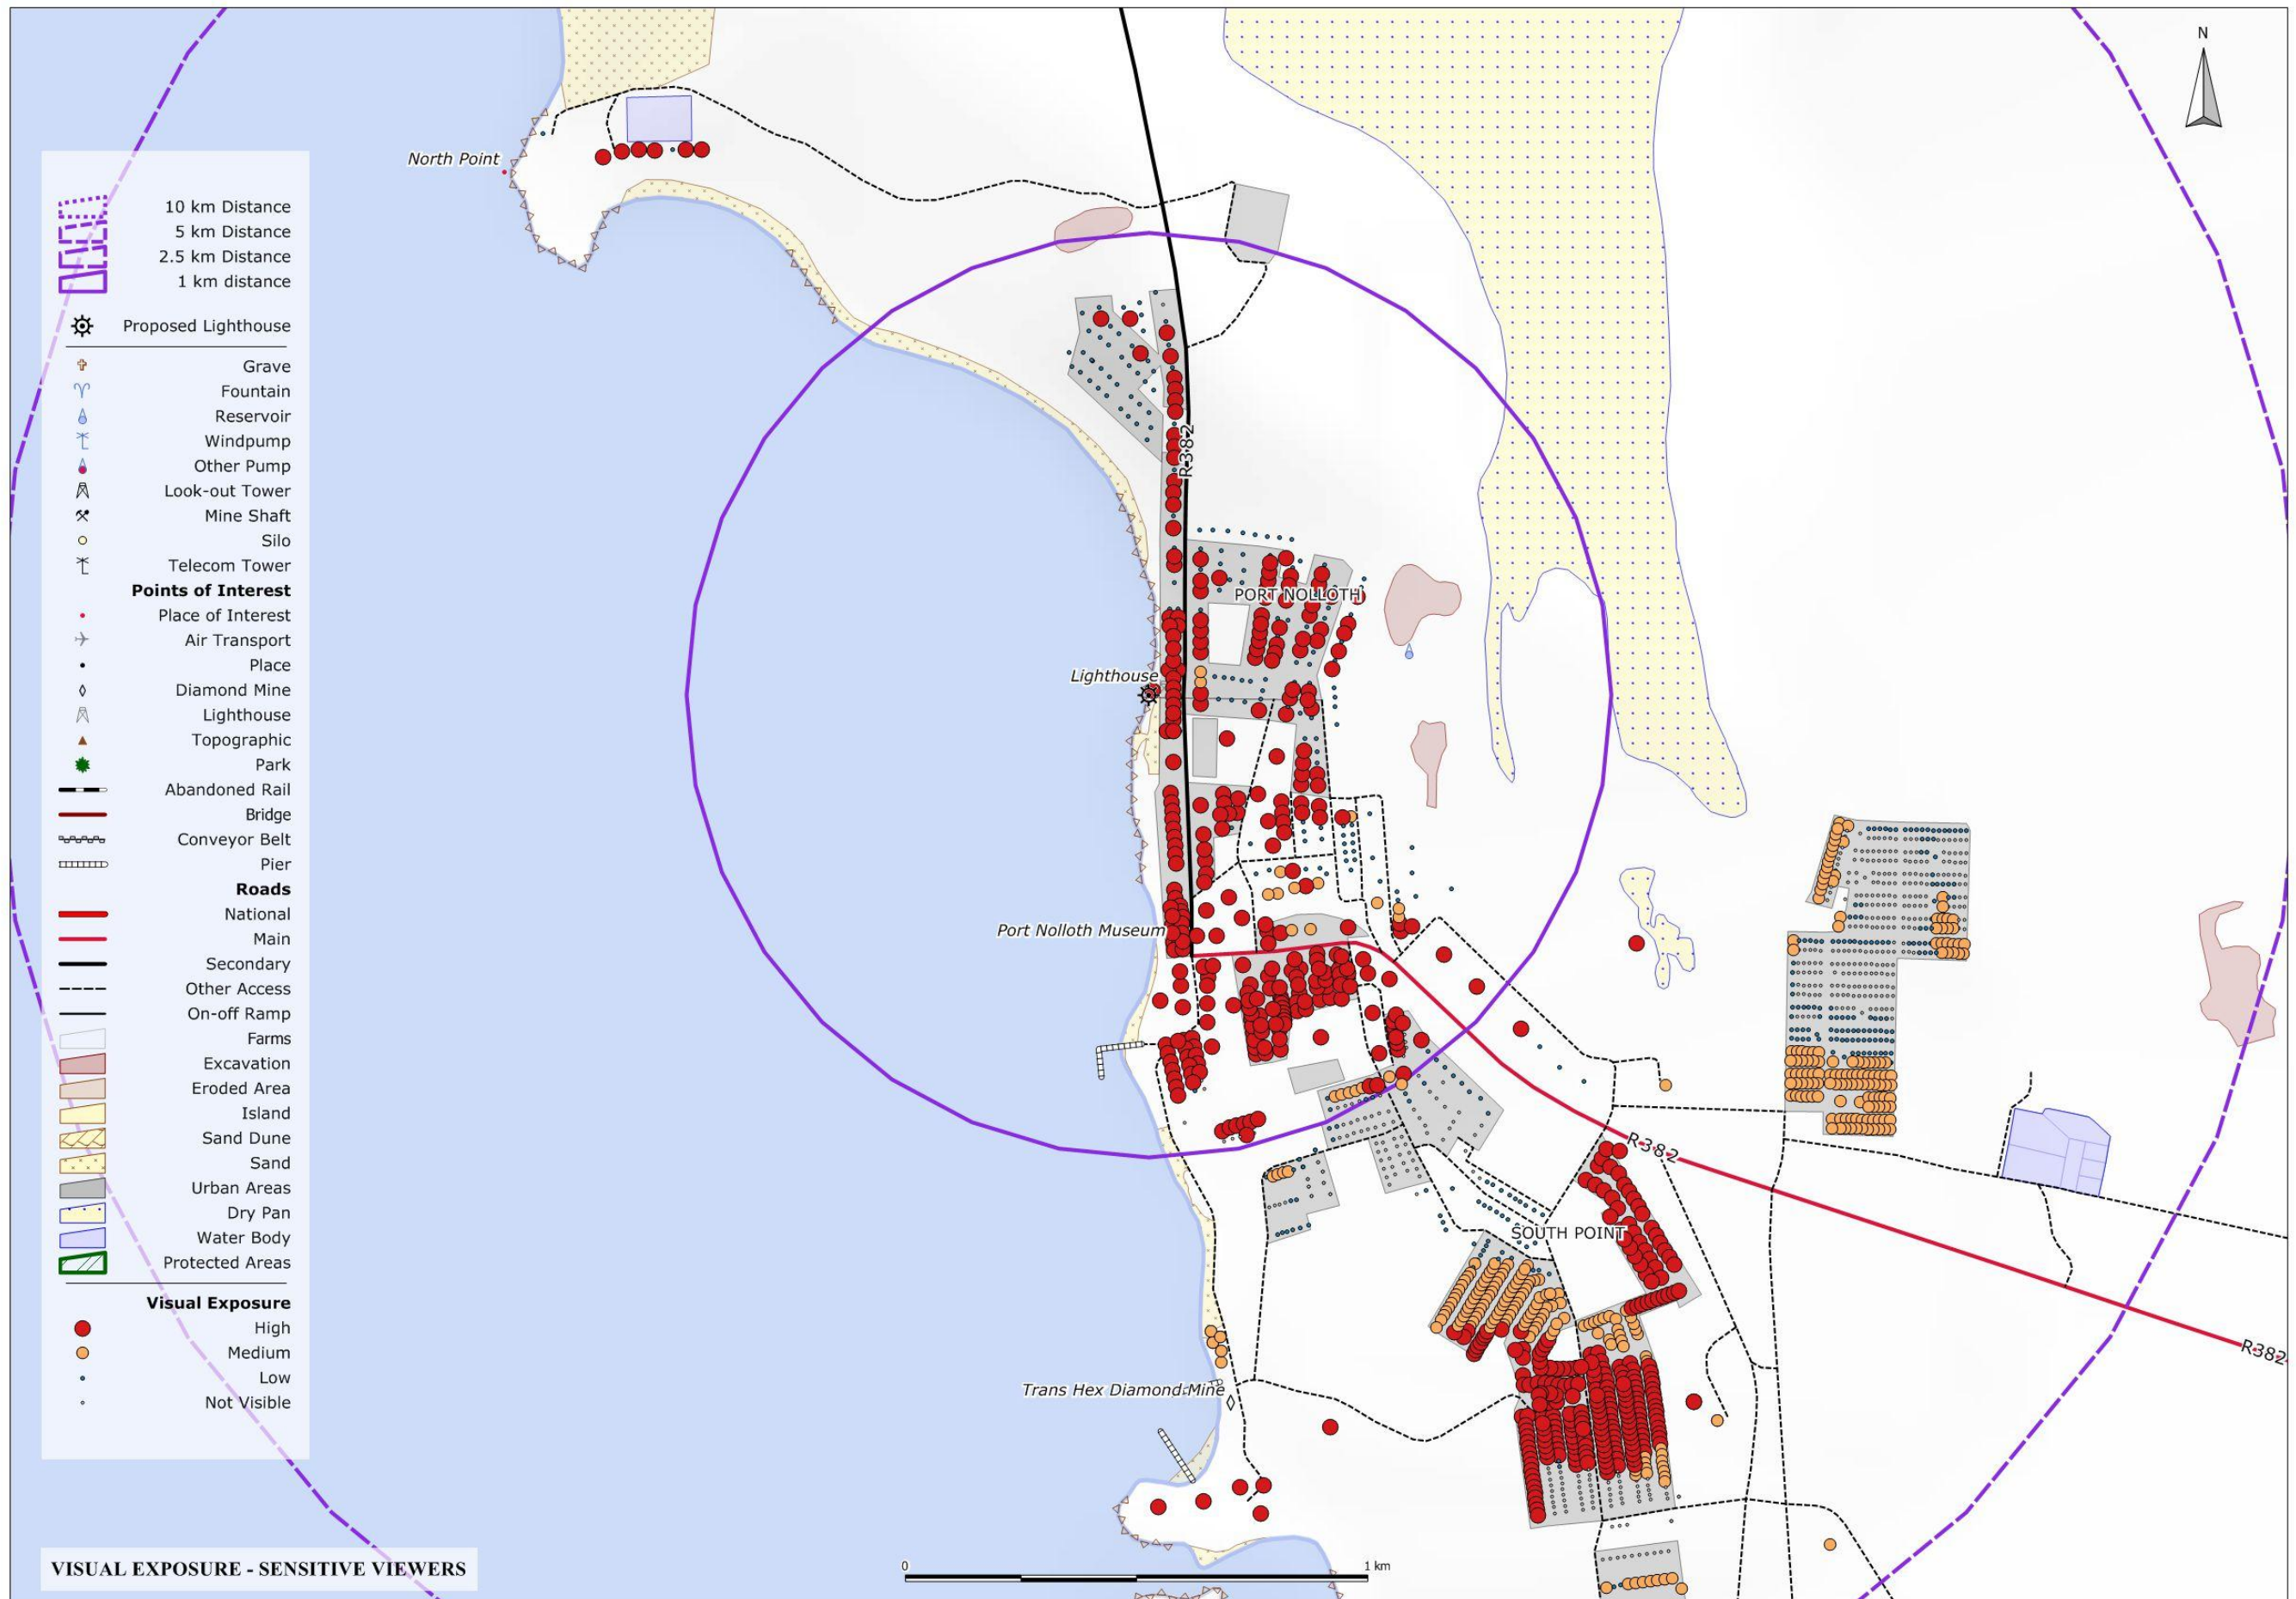 N
North Point
10 km Distance
5 km Distance
2.5 km Distance
1 km distance
Proposed Lighthouse
Grave
Fountain
Reservoir
Windpump
Other Pump
Look-out Tower
Mine Shaft
Silo
Telecom Tower
Points of Interest
Place of Interest
Air Transport
Place
Diamond Mine
Lighthouse
Topographic
Park
Abandoned Rail
Bridge
Conveyor Belt
Pier
Roads
National
Main
Secondary
Other Access
On-off Ramp
Farms
Excavation
Eroded Area
Island
Sand Dune
Sand
Urban Areas
Dry Pan
Water Body
Protected Areas
Visual Exposure
High
Medium
Low
Not Visible
R382
PORT NOLLOTH
Lighthouse
Port Nolloth Museum
R382
SOUTH POINT
R382
Trans Hex Diamond Mine
0 1 km
VISUAL EXPOSURE - SENSITIVE VIEWERS